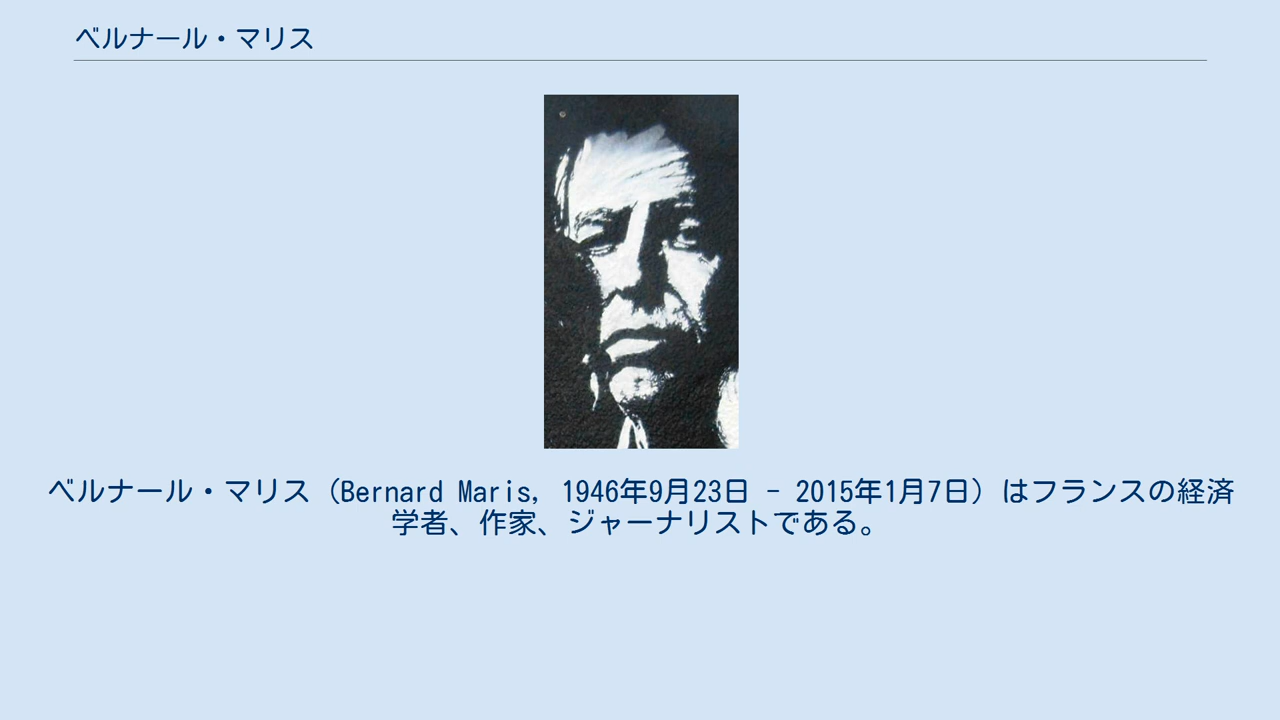 ベルナール・マリス
ベルナール・マリス（Bernard Maris, 1946年9月23日 - 2015年1月7日）はフランスの経済
学者、作家、ジャーナリストである。